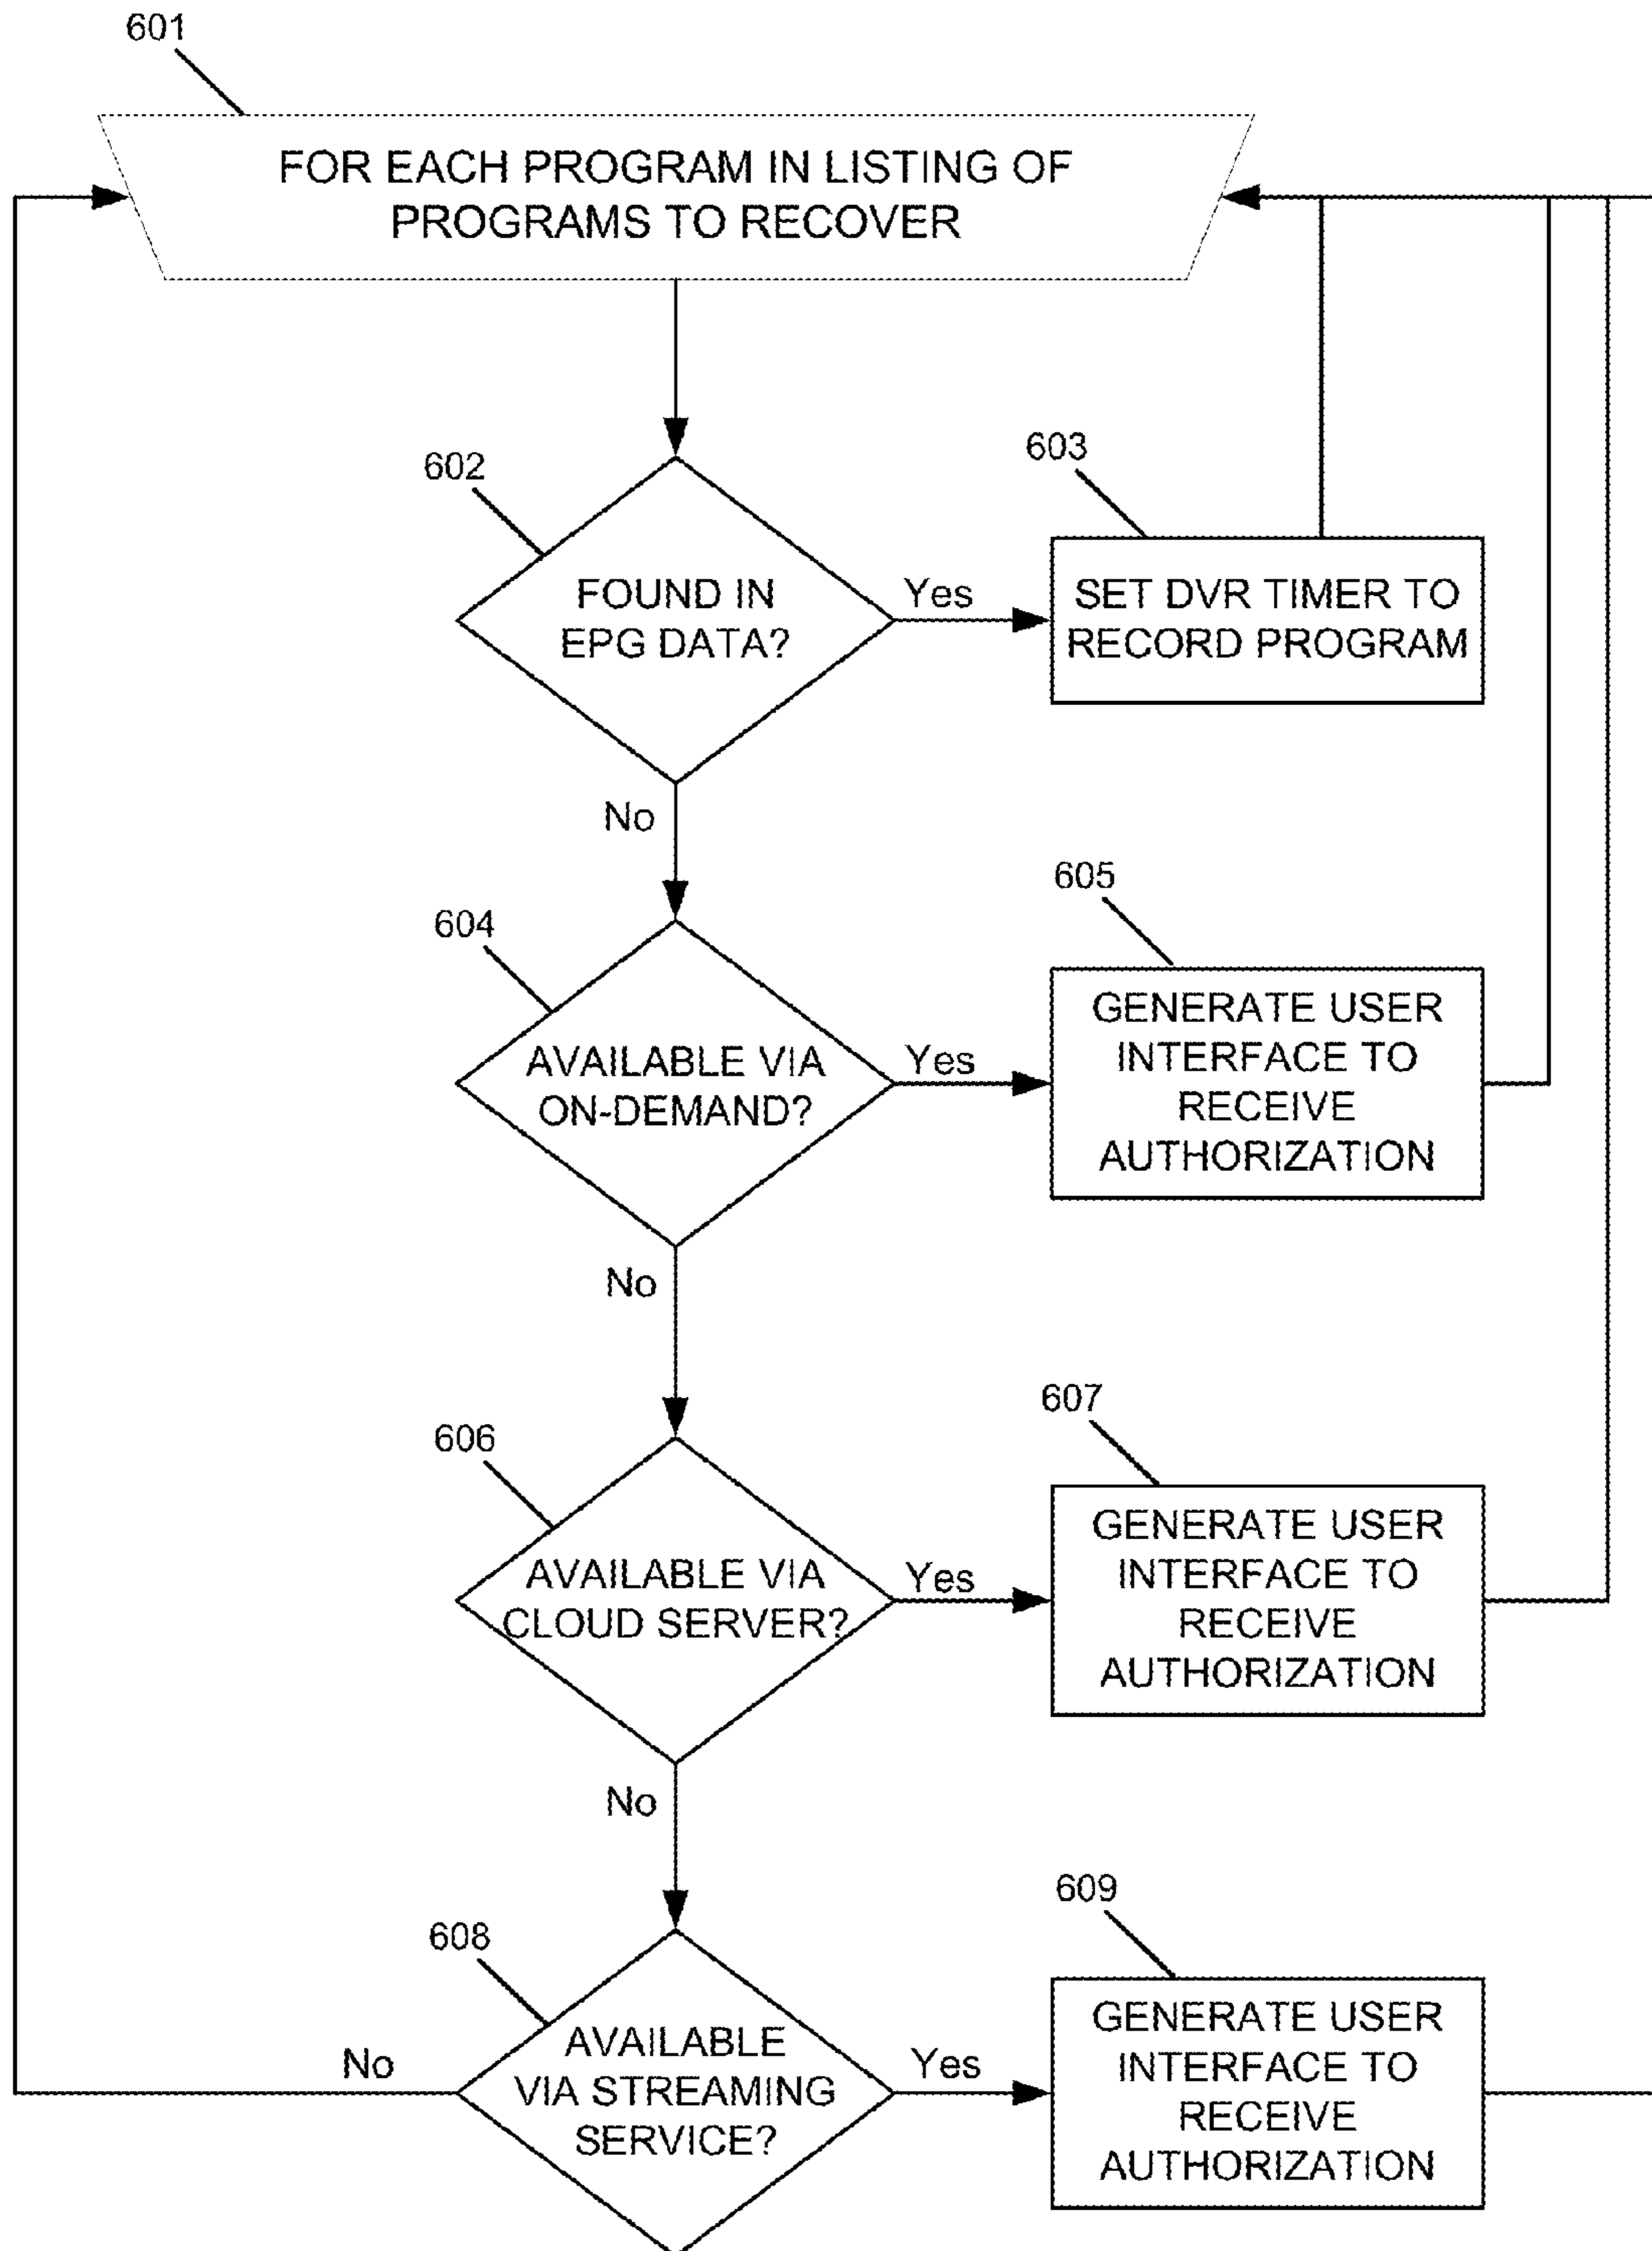 601
FOR EACH PROGRAM IN LISTING OF
PROGRAMS TO RECOVER
602
FOUND IN
EPG DATA?
Yes
603
SET DVR TIMER TO
RECORD PROGRAM
No
604
AVAILABLE VIA
ON-DEMAND?
Yes
605
GENERATE USER
INTERFACE TO
RECEIVE
AUTHORIZATION
No
606
AVAILABLE VIA
CLOUD SERVER?
Yes
607
GENERATE USER
INTERFACE TO
RECEIVE
AUTHORIZATION
No
608
AVAILABLE
VIA STREAMING
SERVICE?
No
Yes
609
GENERATE USER
INTERFACE TO
RECEIVE
AUTHORIZATION